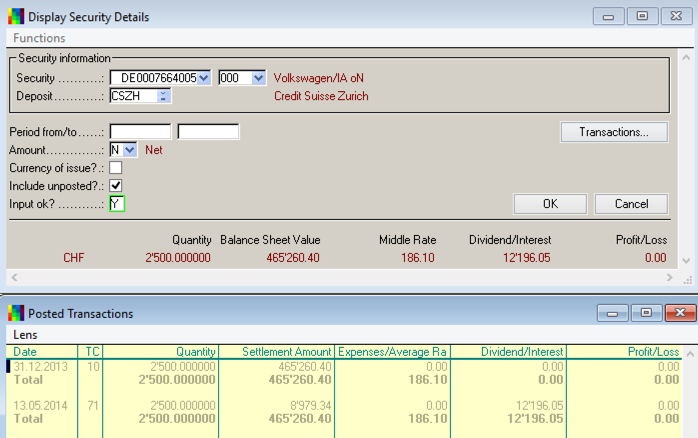 Display Security Details
Functions
Security information
Security ...........: DE0007664005 000 Volkswagen/IA oN
Deposit............: CSZH Credit Suisse Zurich
Period from/to......: Transactions...
Amount.............: N Net
Currency of issue?.:
Include unposted?.:
Input ok? ..........: Y OK Cancel
Quantity Balance Sheet Value Middle Rate Dividend/Interest Profit/Loss
CHF 2'500.000000 465'260.40 186.10 12'196.05 0.00
Posted Transactions
Lens
Date TC Quantity Settlement Amount Expenses/Average Ra Dividend/Interest Profit/Loss
31.12.2013 10 2'500.000000 465'260.40 0.00 0.00 0.00
Total 2'500.000000 465'260.40 186.10 0.00 0.00
13.05.2014 71 2'500.000000 8'979.34 0.00 12'196.05 0.00
Total 2'500.000000 465'260.40 186.10 12'196.05 0.00